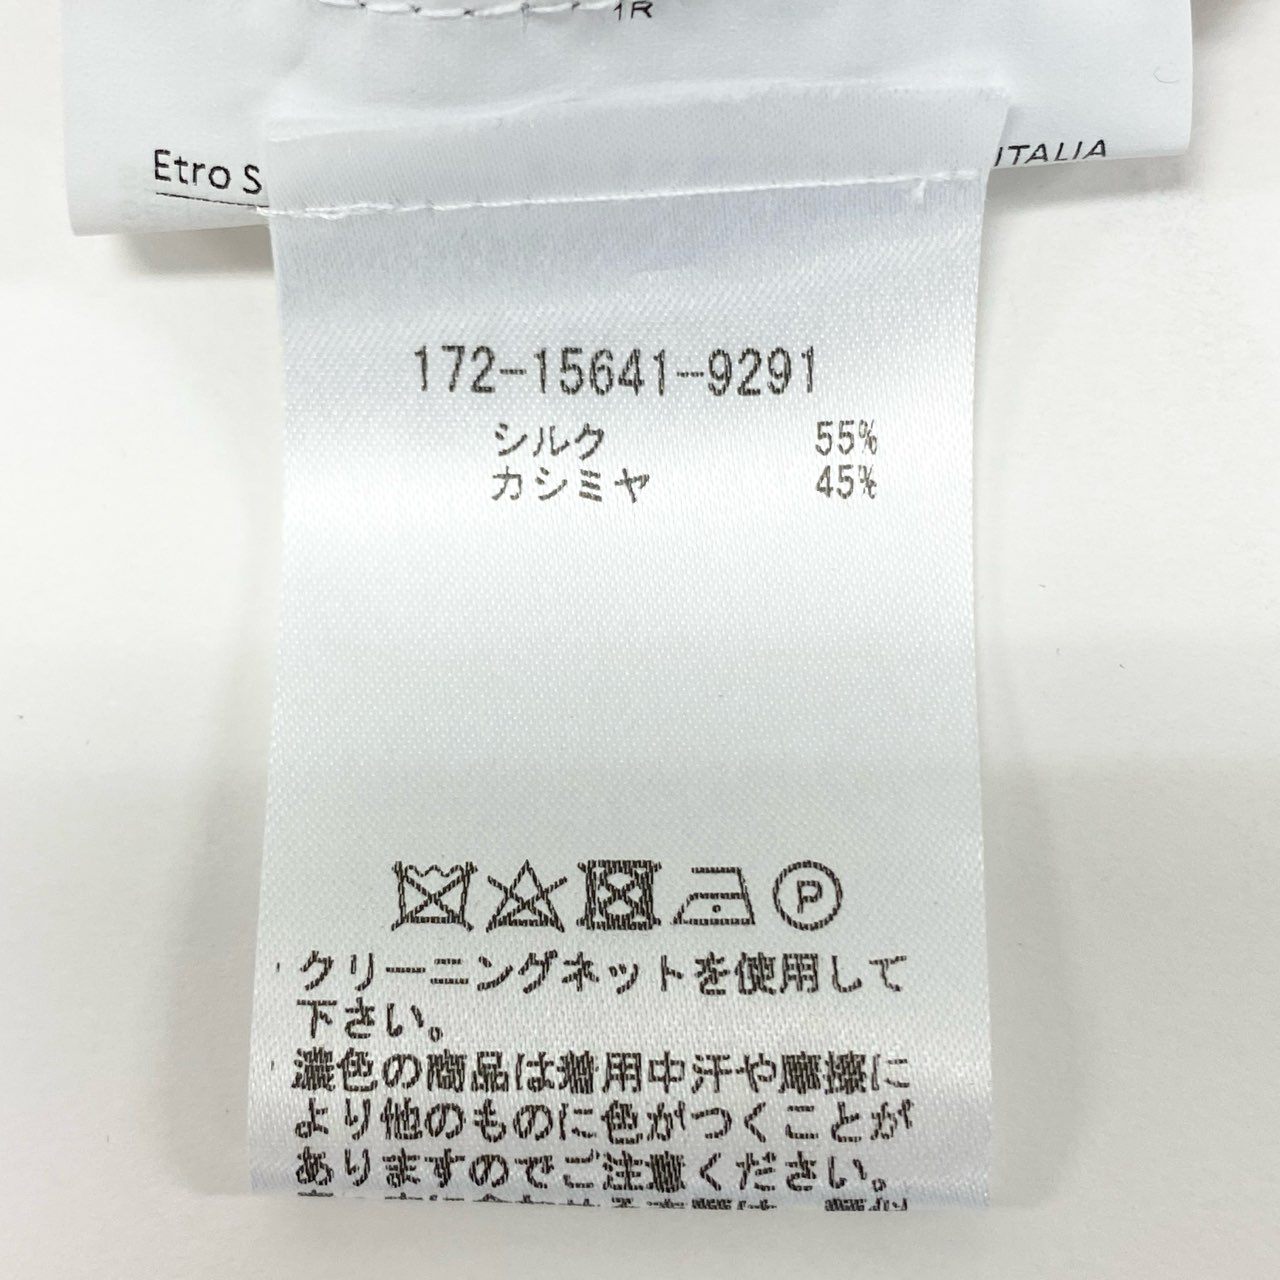 1R
Etro S
ITALIA
172-15641-9291
シルク 55%
カシミヤ 45%
P
・クリーニングネットを使用して
下さい。
・濃色の商品は着用中汗や摩擦に
より他のものに色がつくことが
ありますのでご注意ください。